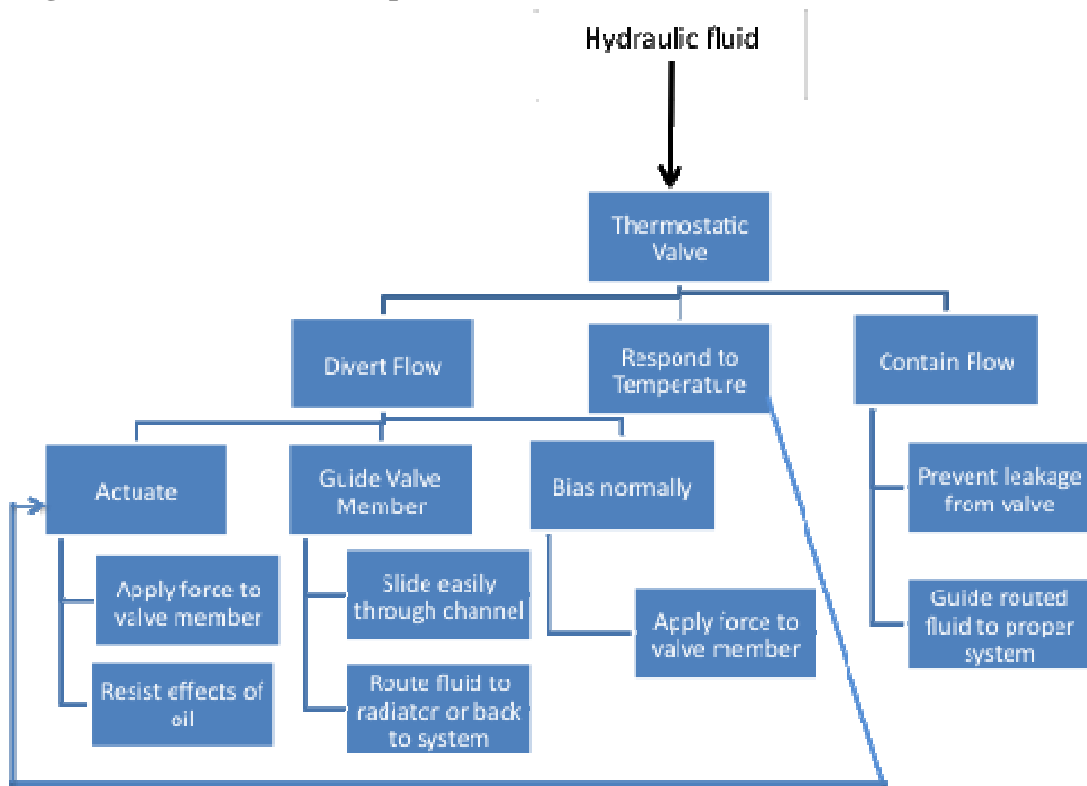 Hydraulic fluid
Thermostatic
Valve
Divert Flow
Respond to
Temperature
Contain Flow
Actuate
Guide Valve
Member
Bias normally
Prevent leakage
from valve
Apply force to
valve member
Slide easily
through channel
Apply force to
valve member
Guide routed
fluid to proper
system
Resist effects of
oil
Route fluid to
radiator or back
to system